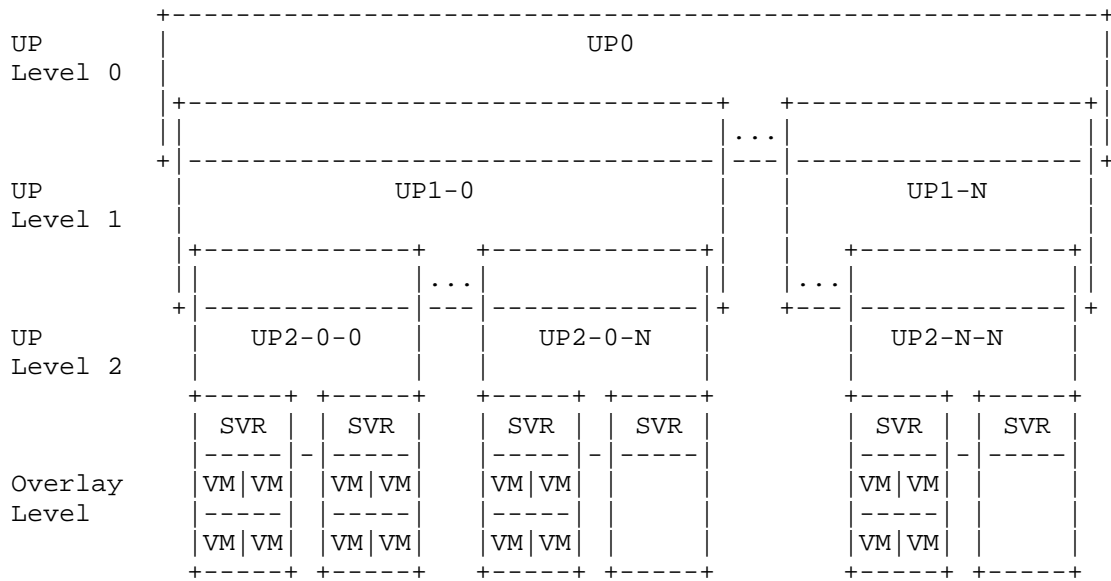 UP UP0
Level 0
...
UP UP1-0 UP1-N
Level 1
... ...
UP UP2-0-0 UP2-0-N UP2-N-N
Level 2
SVR SVR SVR SVR SVR SVR
Overlay VM|VM VM|VM VM|VM VM|VM
Level
VM|VM VM|VM VM|VM VM|VM